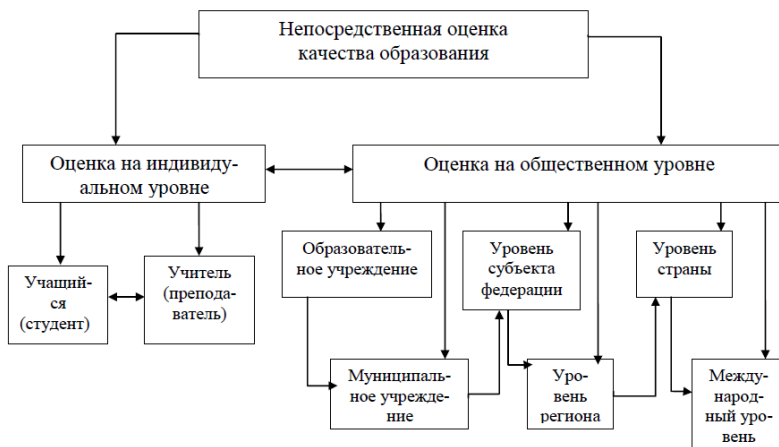 Непосредственная оценка
качества образования
Оценка на индивиду-
альном уровне
Оценка на общественном уровне
Образователь-
ное учреждение
Уровень
субъекта
федерации
Уровень
страны
Учащий-
ся
(студент)
Учитель
(препода-
ватель)
Муниципаль-
ное учрежде-
ние
Уро-
вень
региона
Между-
народ-
ный уро-
вень